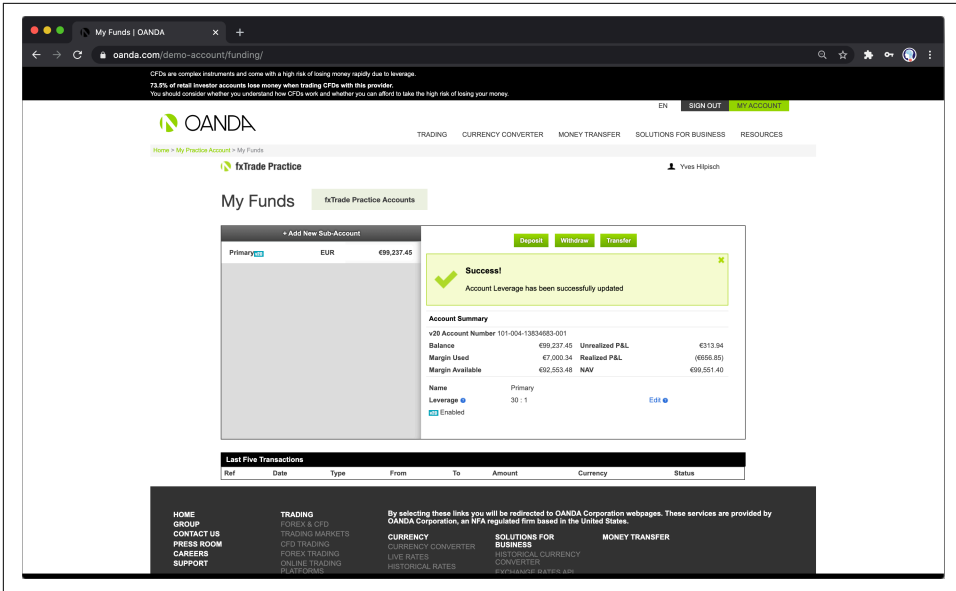 My Funds | OANDA
oanda.com/demo-account/funding/
CFDs are complex instruments and come with a high risk of losing money rapidly due to leverage.
73.5% of retail investor accounts lose money when trading CFDs with this provider.
You should consider whether you understand how CFDs work and whether you can afford to take the high risk of losing your money.
EN SIGN OUT MY ACCOUNT
OANDA
TRADING CURRENCY CONVERTER MONEY TRANSFER SOLUTIONS FOR BUSINESS RESOURCES
Home > My Practice Account > My Funds
fxTrade Practice
Yves Hilpisch
My Funds
fxTrade Practice Accounts
+ Add New Sub-Account
Primary v20 EUR €99,237.45
Deposit Withdraw Transfer
Success!
Account Leverage has been successfully updated
Account Summary
v20 Account Number 101-004-13834683-001
Balance €99,237.45 Unrealized P&L €313.94
Margin Used €7,000.34 Realized P&L (€656.85)
Margin Available €92,553.48 NAV €99,551.40
Name Primary
Leverage 30 : 1 Edit
v20 Enabled
Last Five Transactions
Ref Date Type From To Amount Currency Status
HOME
GROUP
CONTACT US
PRESS ROOM
CAREERS
SUPPORT
TRADING
FOREX & CFD
TRADING MARKETS
CFD TRADING
FOREX TRADING
ONLINE TRADING
PLATFORMS
By selecting these links you will be redirected to OANDA Corporation webpages. These services are provided by
OANDA Corporation, an NFA regulated firm based in the United States.
CURRENCY
CURRENCY CONVERTER
LIVE RATES
HISTORICAL RATES
SOLUTIONS FOR
BUSINESS
HISTORICAL CURRENCY
CONVERTER
EXCHANGE RATES API
MONEY TRANSFER